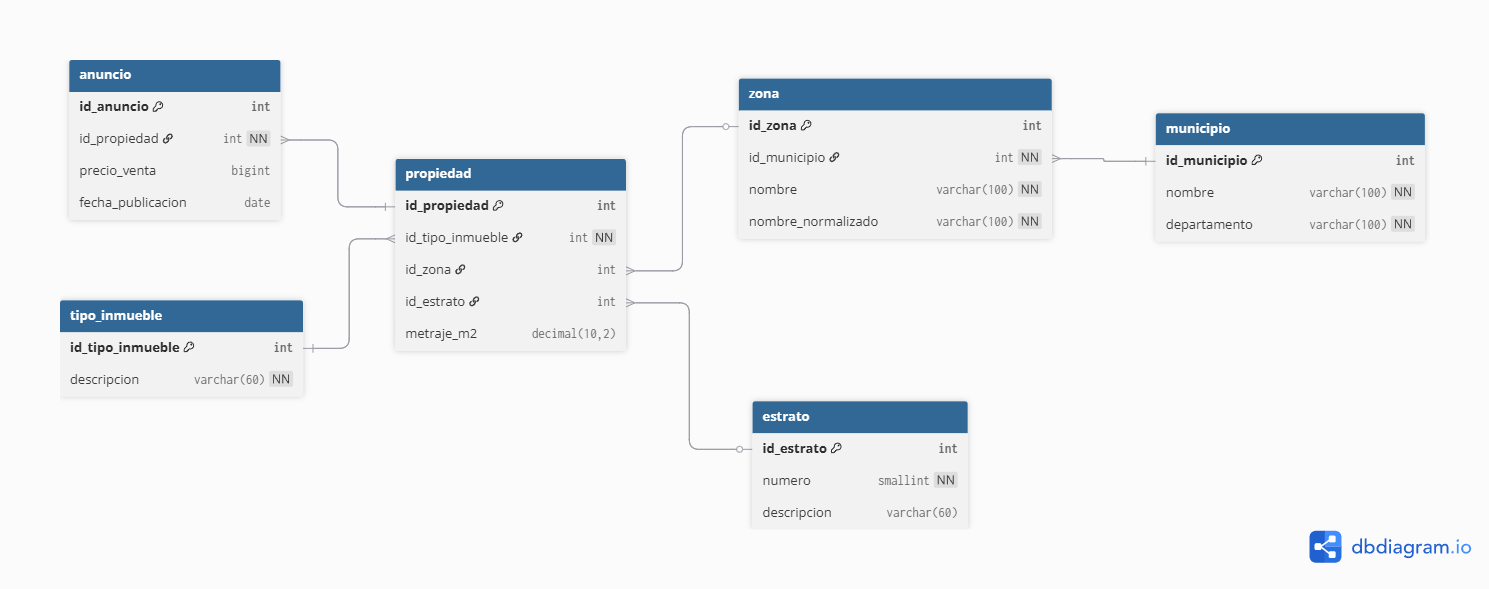 anuncio
id_anuncio int
id_propiedad int NN
precio_venta bigint
fecha_publicacion date
tipo_inmueble
id_tipo_inmueble int
descripcion varchar(60) NN
propiedad
id_propiedad int
id_tipo_inmueble int NN
id_zona int
id_estrato int
metraje_m2 decimal(10,2)
zona
id_zona int
id_municipio int NN
nombre varchar(100) NN
nombre_normalizado varchar(100) NN
municipio
id_municipio int
nombre varchar(100) NN
departamento varchar(100) NN
estrato
id_estrato int
numero smallint NN
descripcion varchar(60)
dbdiagram.io